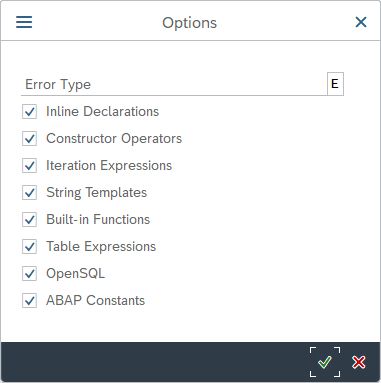 Options
Error Type E
Inline Declarations
Constructor Operators
Iteration Expressions
String Templates
Built-in Functions
Table Expressions
OpenSQL
ABAP Constants